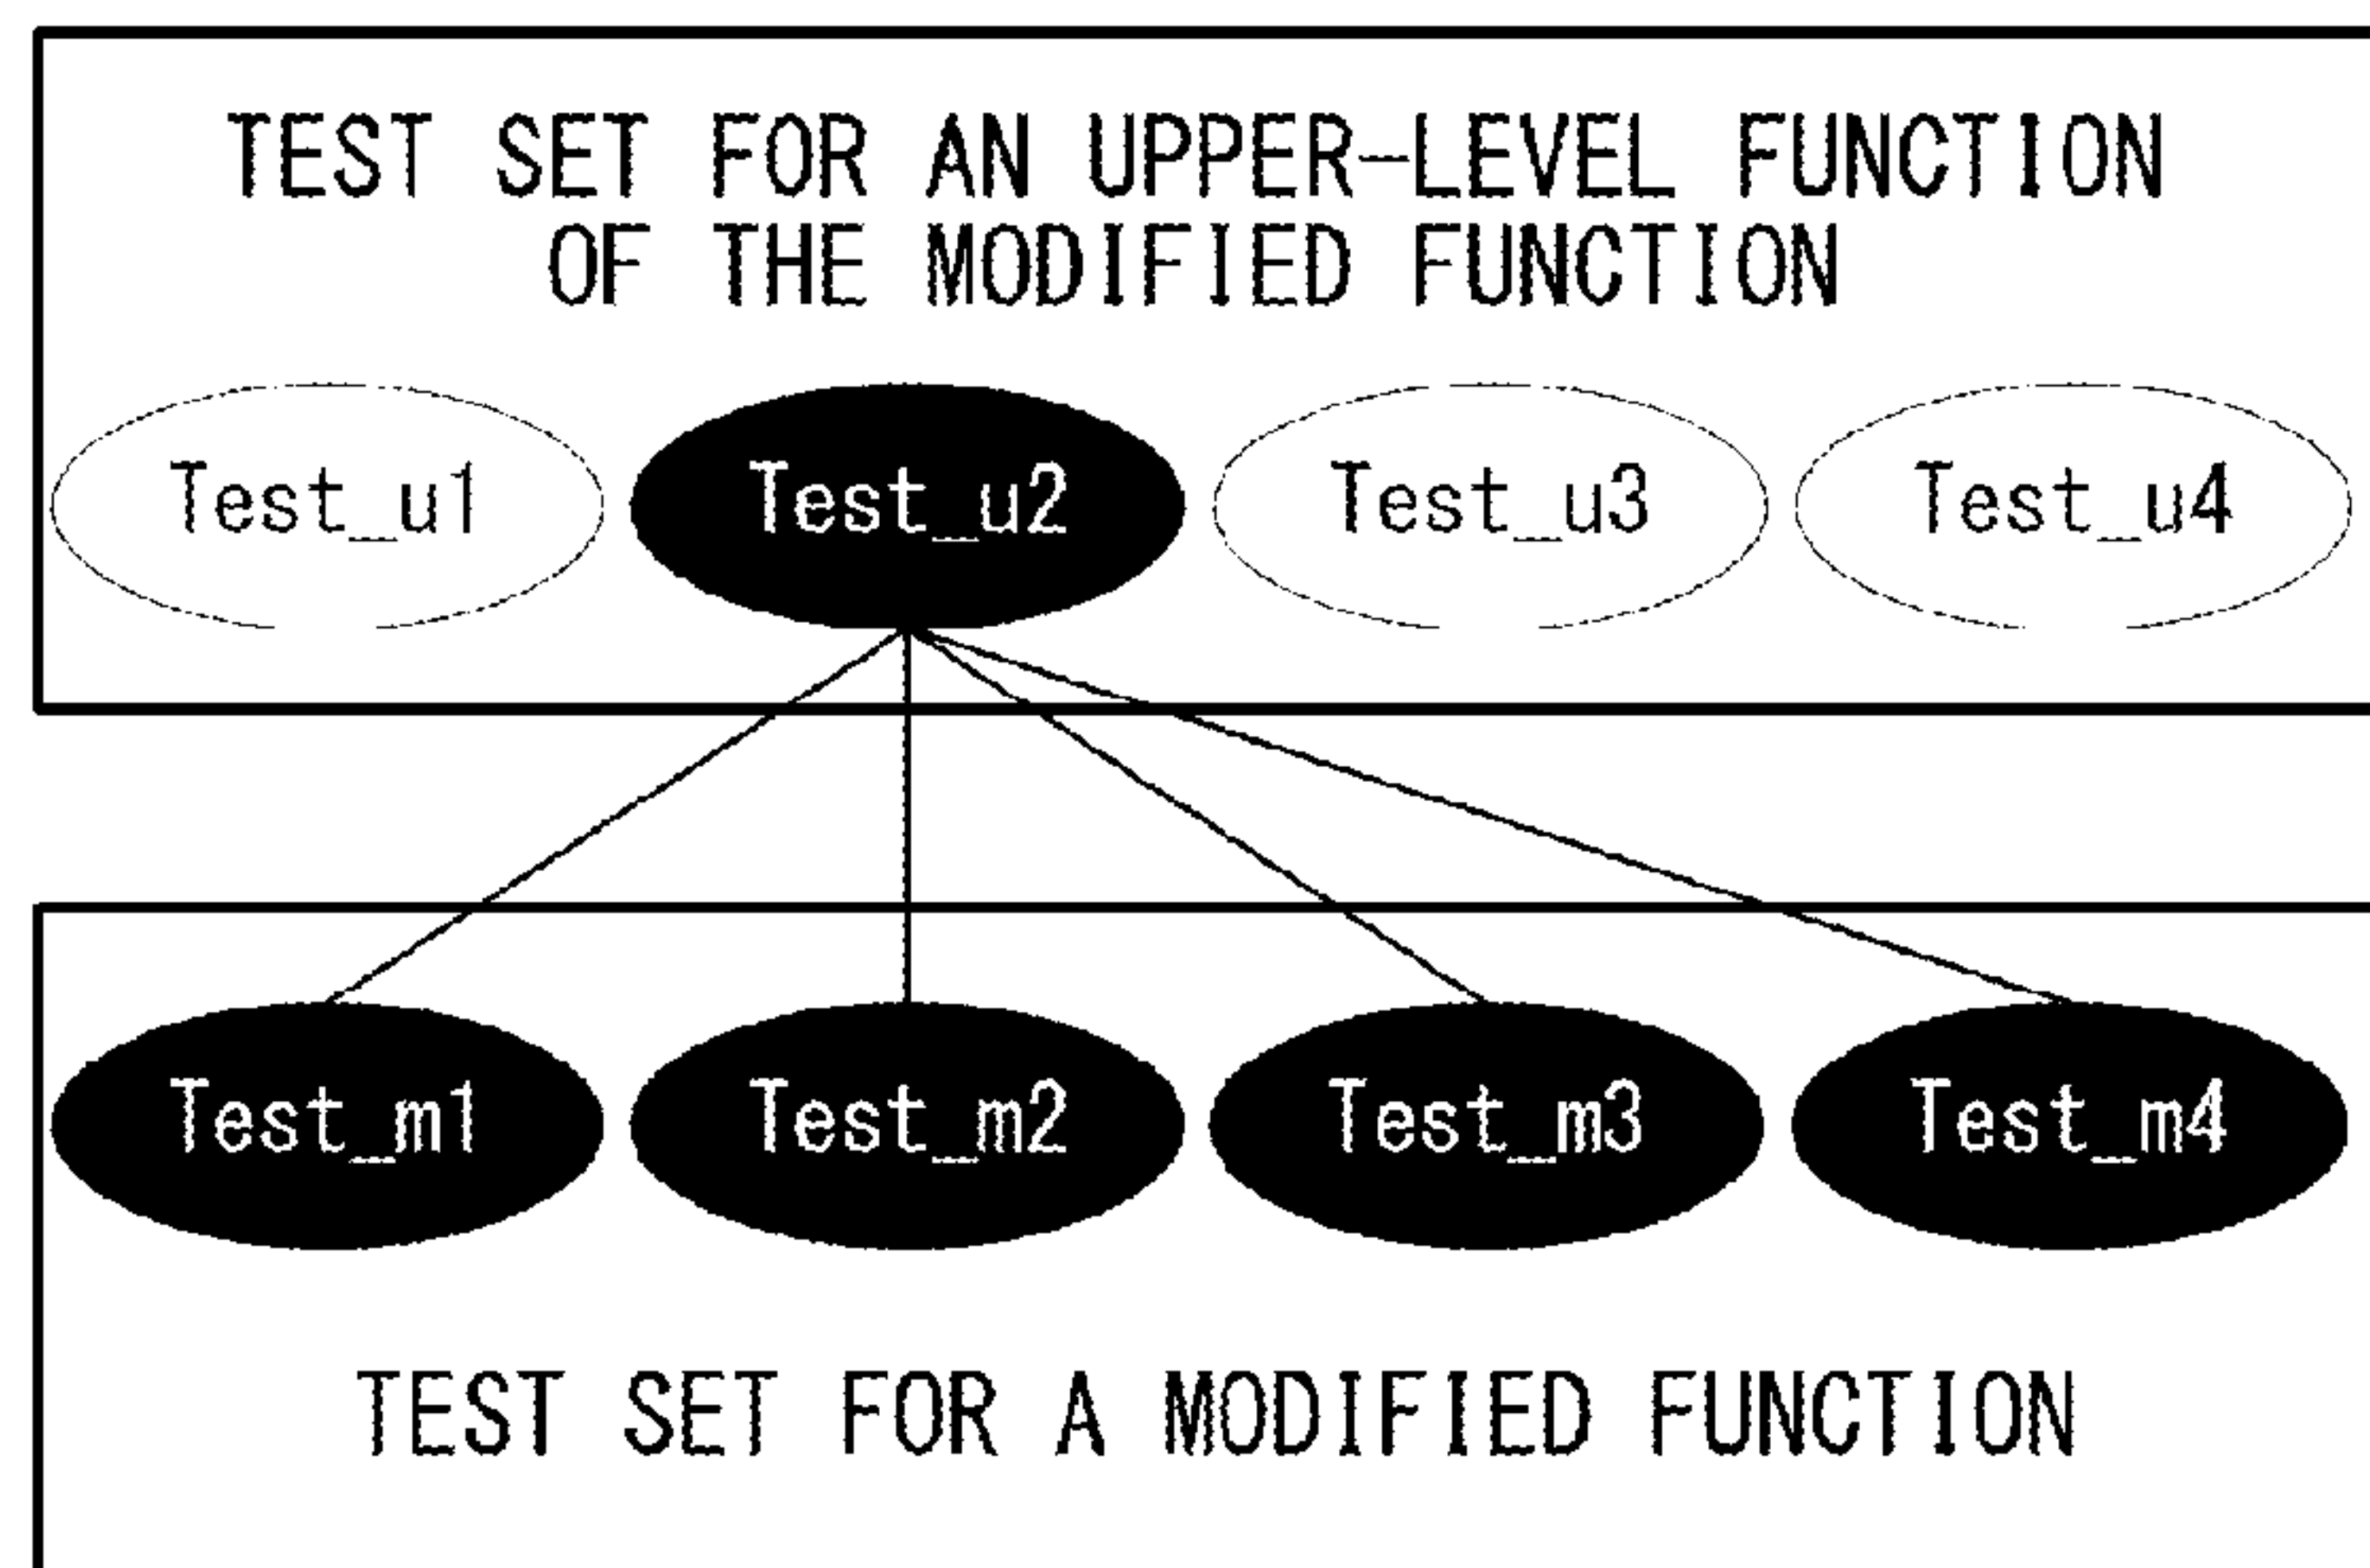 TEST SET FOR AN UPPER-LEVEL FUNCTION
OF THE MODIFIED FUNCTION
Test_u1 Test_u2 Test_u3 Test_u4
Test_m1 Test_m2 Test_m3 Test_m4
TEST SET FOR A MODIFIED FUNCTION